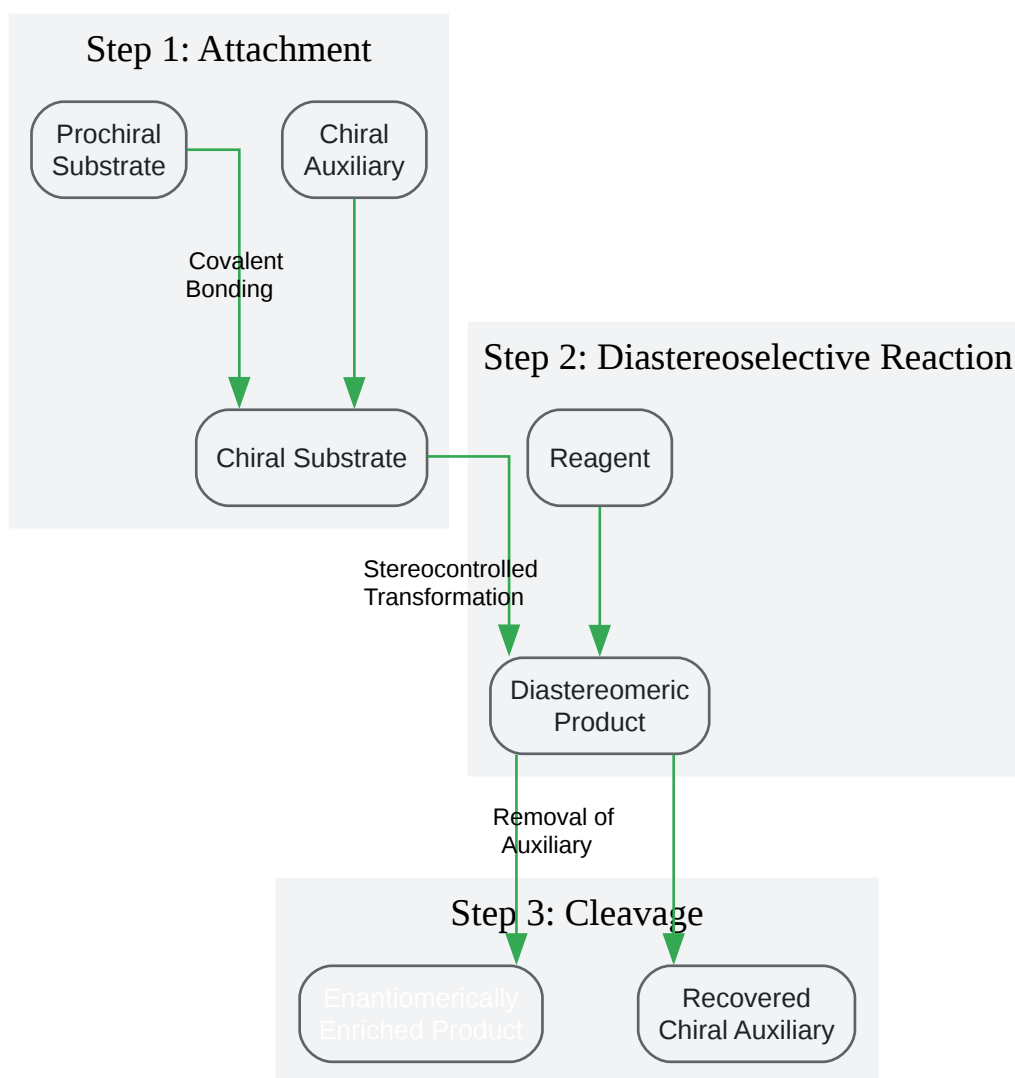 Step 1: Attachment
Prochiral
Substrate
Chiral
Auxiliary
Covalent
Bonding
Chiral Substrate
Step 2: Diastereoselective Reaction
Reagent
Stereocontrolled
Transformation
Diastereomeric
Product
Removal of
Auxiliary
Step 3: Cleavage
Enantiomerically
Enriched Product
Recovered
Chiral Auxiliary